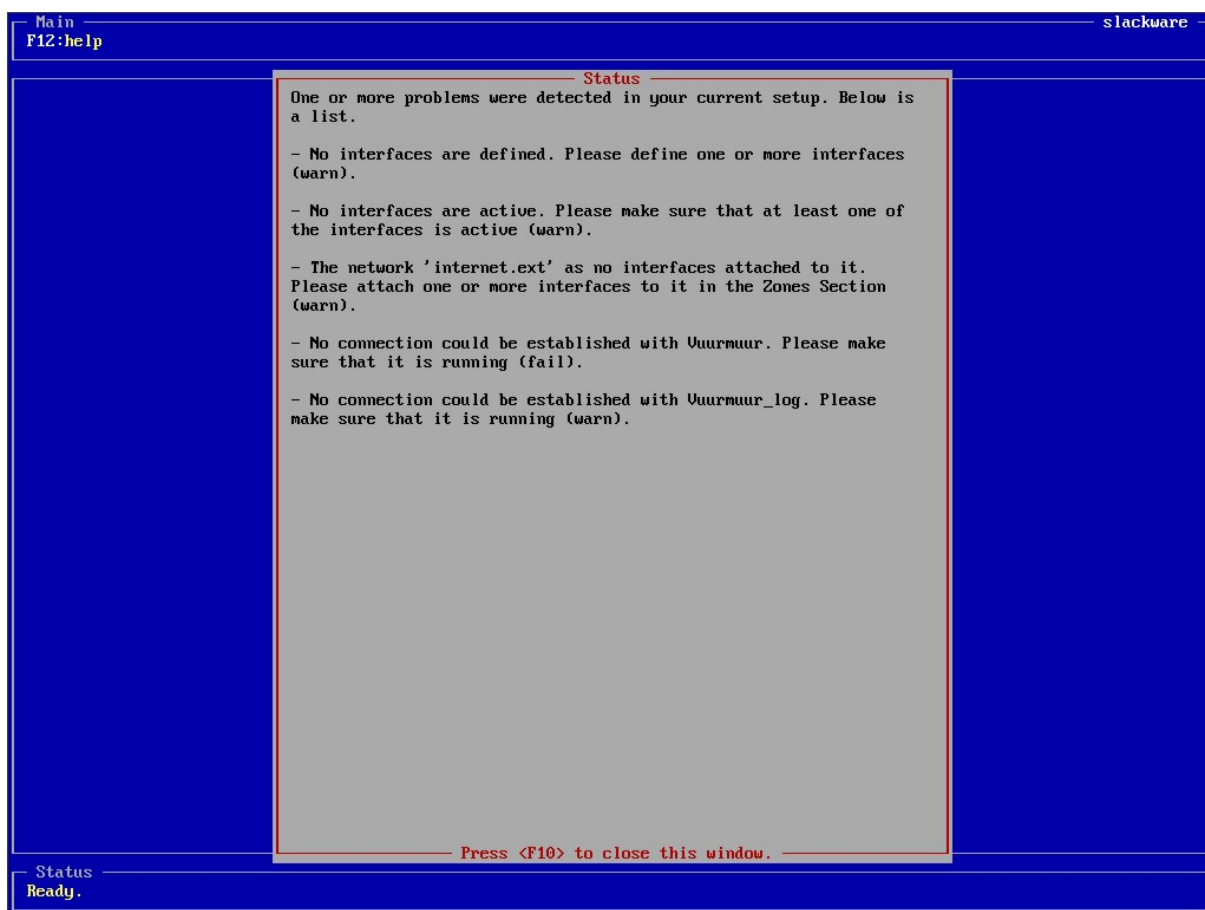 Main slackware
F12:help
Status
One or more problems were detected in your current setup. Below is
a list.
- No interfaces are defined. Please define one or more interfaces
(warn).
- No interfaces are active. Please make sure that at least one of
the interfaces is active (warn).
- The network 'internet.ext' as no interfaces attached to it.
Please attach one or more interfaces to it in the Zones Section
(warn).
- No connection could be established with Vuurmuur. Please make
sure that it is running (fail).
- No connection could be established with Vuurmuur_log. Please
make sure that it is running (warn).
Press <F10> to close this window.
Status
Ready.